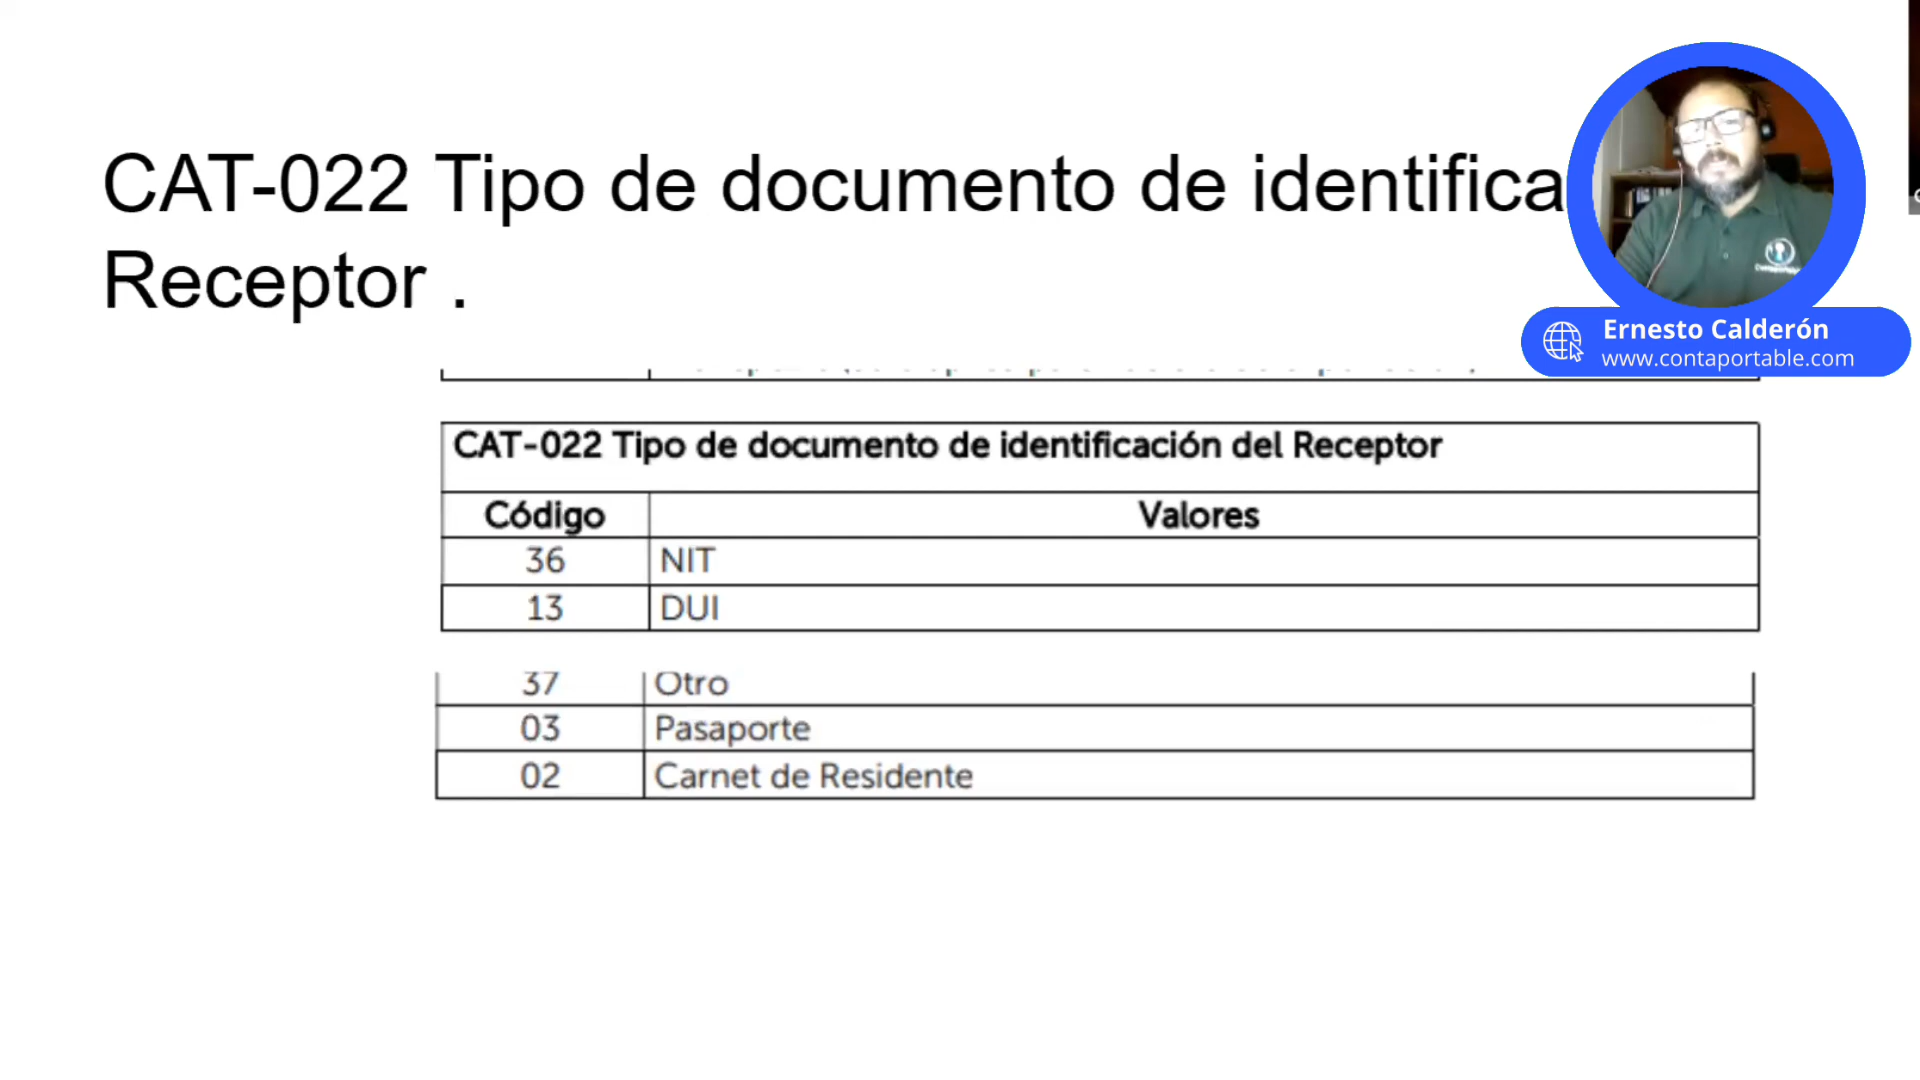 CAT-022 Tipo de documento de identifica
Receptor .
Ernesto Calderón
www.contaportable.com
CAT-022 Tipo de documento de identificación del Receptor
Código Valores
36 NIT
13 DUI
37 Otro
03 Pasaporte
02 Carnet de Residente